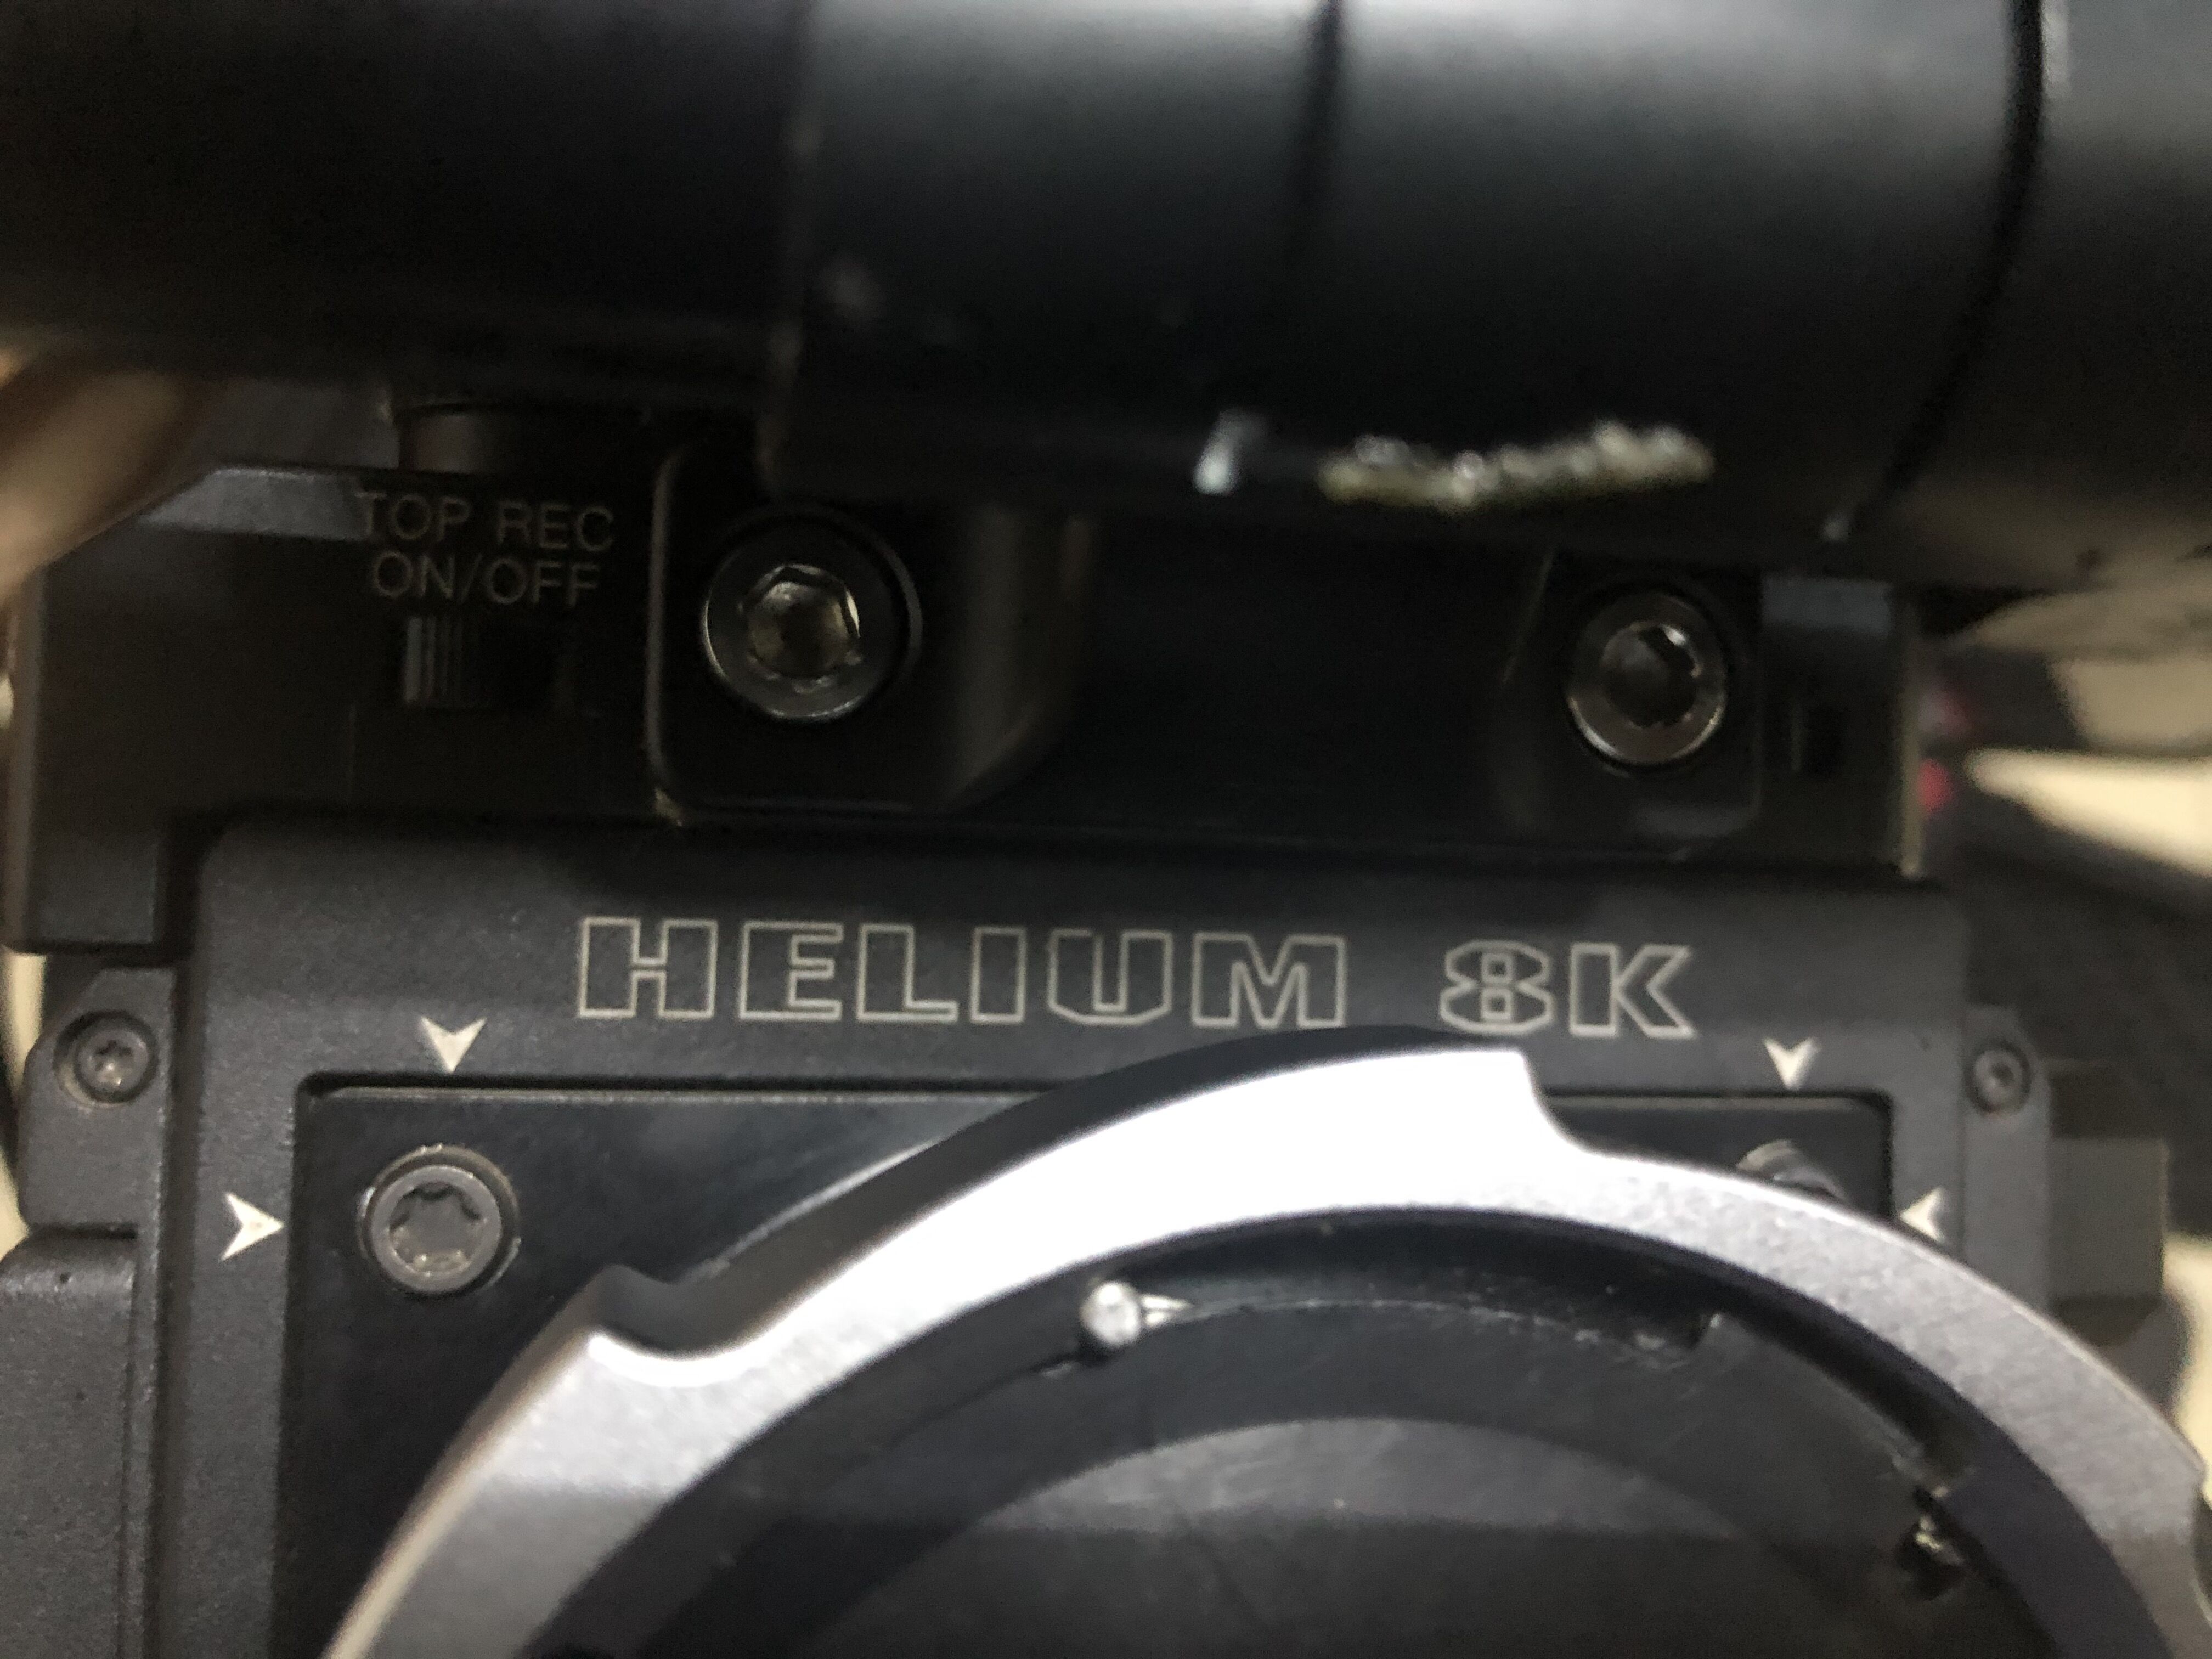 TOP REC
ON/OFF
HELIUM 8K